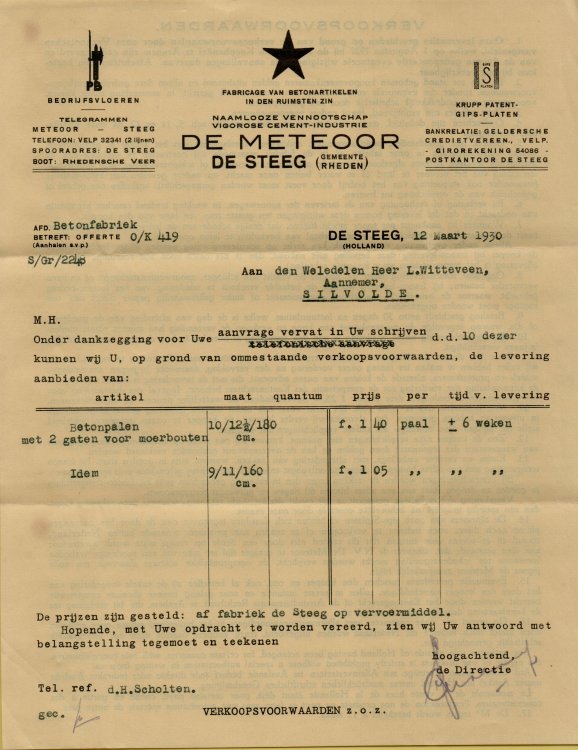 PB
BEDRIJFSVLOEREN
TELEGRAMMEN
METEOOR - STEEG
TELEFOON: VELP 32341 (2 lijnen)
SPOORADRES: DE STEEG
BOOT: RHEDENSCHE VEER
FABRICAGE VAN BETONARTIKELEN
IN DEN RUIMSTEN ZIN
NAAMLOOZE VENNOOTSCHAP
VIGOROSE CEMENT-INDUSTRIE
DE METEOOR
DE STEEG (GEMEENTE RHEDEN)
S
PLATEN
KRUPP PATENT-
GIPS-PLATEN
BANKRELATIE: GELDERSCHE
CREDIETVEREEN., VELP.
- GIROREKENING 54086 -
POSTKANTOOR DE STEEG
AFD. Betonfabriek
BETREFT: OFFERTE O/K 419
(Aanhalen s.v.p.)
S/Gr/224
DE STEEG, 12 Maart 1930
(HOLLAND)
Aan den Weledelen Heer L.Witteveen,
Aannemer,
SILVOLDE.
M.H.
Onder dankzegging voor Uwe aanvrage vervat in Uw schrijven d.d. 10 dezer
telefonische aanvrage
kunnen wij U, op grond van ommestaande verkoopsvoorwaarden, de levering
aanbieden van:
artikel maat quantum prijs per tijd v. levering
Betonpalen 10/12½/180 f. 1 40 paal ± 6 weken
met 2 gaten voor moerbouten cm.
Idem 9/11/160 f. 1 05 ,, ,, ,,
cm.
De prijzen zijn gesteld: af fabriek de Steeg op vervoermiddel.
Hopende, met Uwe opdracht te worden vereerd, zien wij Uw antwoord met
belangstelling tegemoet en teekenen
hoogachtend,
de Directie
Tel. ref. d.H.Scholten.
gec.
VERKOOPSVOORWAARDEN z.o.z.